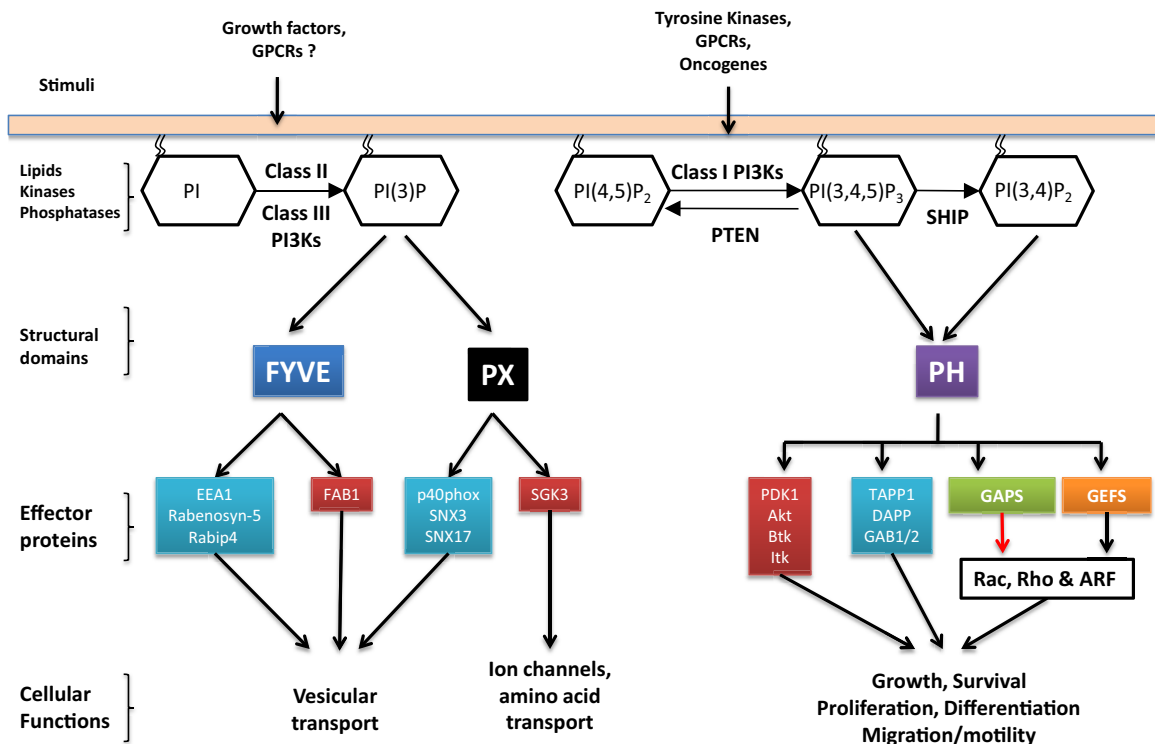 Growth factors,
GPCRs ?
Tyrosine Kinases,
GPCRs,
Oncogenes
Stimuli
Lipids
Kinases
Phosphatases
PI
Class II
Class III
PI3Ks
PI(3)P
PI(4,5)P₂
Class I PI3Ks
PTEN
PI(3,4,5)P₃
SHIP
PI(3,4)P₂
Structural
domains
FYVE
PX
PH
Effector
proteins
EEA1
Rabenosyn-5
Rabip4
FAB1
p40phox
SNX3
SNX17
SGK3
PDK1
Akt
Btk
Itk
TAPP1
DAPP
GAB1/2
GAPS
GEFS
Rac, Rho & ARF
Cellular
Functions
Vesicular
transport
Ion channels,
amino acid
transport
Growth, Survival
Proliferation, Differentiation
Migration/motility